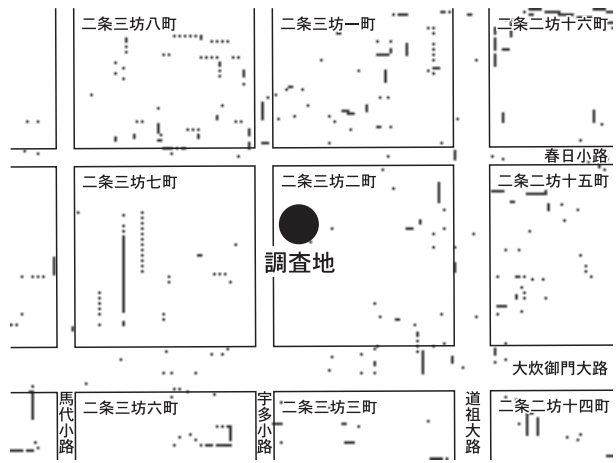 二条三坊八町
二条三坊一町
二条二坊十六町
春日小路
二条三坊七町
二条三坊二町
二条二坊十五町
調査地
大炊御門大路
馬代小路
二条三坊六町
宇多小路
二条三坊三町
道祖大路
二条二坊十四町